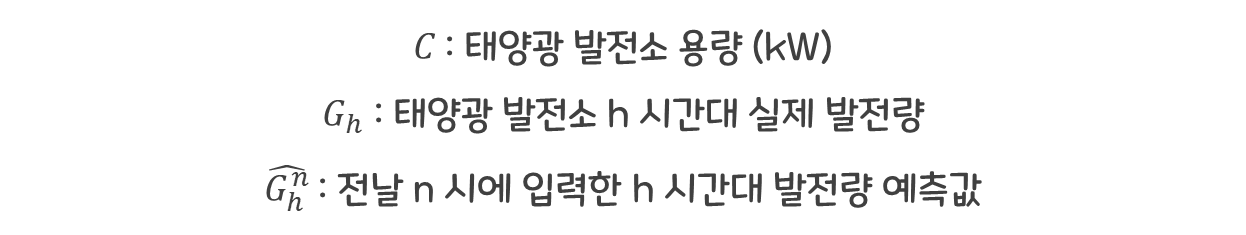 C : 태양광 발전소 용량 (kW)
G_h : 태양광 발전소 h 시간대 실제 발전량
\widehat{G_h^n} : 전날 n 시에 입력한 h 시간대 발전량 예측값